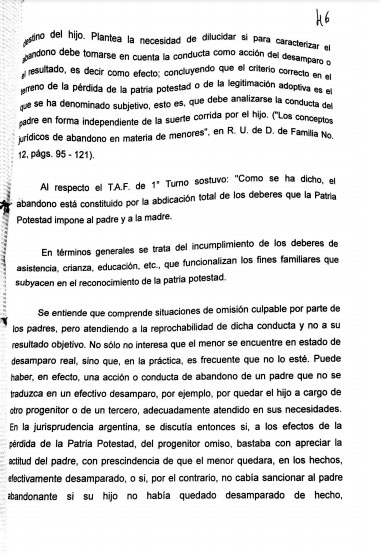 46
destino del hijo. Plantea la necesidad de dilucidar si para caracterizar el
abandono debe tomarse en cuenta la conducta como acción del desamparo o
el resultado, es decir como efecto; concluyendo que el criterio correcto en el
terreno de la pérdida de la patria potestad o de la legitimación adoptiva es el
que se ha denominado subjetivo, esto es, que debe analizarse la conducta del
padre en forma independiente de la suerte corrida por el hijo. ("Los conceptos
jurídicos de abandono en materia de menores", en R. U. de D. de Familia No.
12, págs. 95 - 121).
Al respecto el T.A.F. de 1° Turno sostuvo: "Como se ha dicho, el
abandono está constituido por la abdicación total de los deberes que la Patria
Potestad impone al padre y a la madre.
En términos generales se trata del incumplimiento de los deberes de
asistencia, crianza, educación, etc., que funcionalizan los fines familiares que
subyacen en el reconocimiento de la patria potestad.
Se entiende que comprende situaciones de omisión culpable por parte de
los padres, pero atendiendo a la reprochabilidad de dicha conducta y no a su
resultado objetivo. No sólo no interesa que el menor se encuentre en estado de
desamparo real, sino que, en la práctica, es frecuente que no lo esté. Puede
haber, en efecto, una acción o conducta de abandono de un padre que no se
traduzca en un efectivo desamparo, por ejemplo, por quedar el hijo a cargo de
otro progenitor o de un tercero, adecuadamente atendido en sus necesidades.
En la jurisprudencia argentina, se discutía entonces si, a los efectos de la
pérdida de la Patria Potestad, del progenitor omiso, bastaba con apreciar la
actitud del padre, con prescindencia de que el menor quedara, en los hechos,
efectivamente desamparado, o si, por el contrario, no cabía sancionar al padre
abandonante si su hijo no había quedado desamparado de hecho,